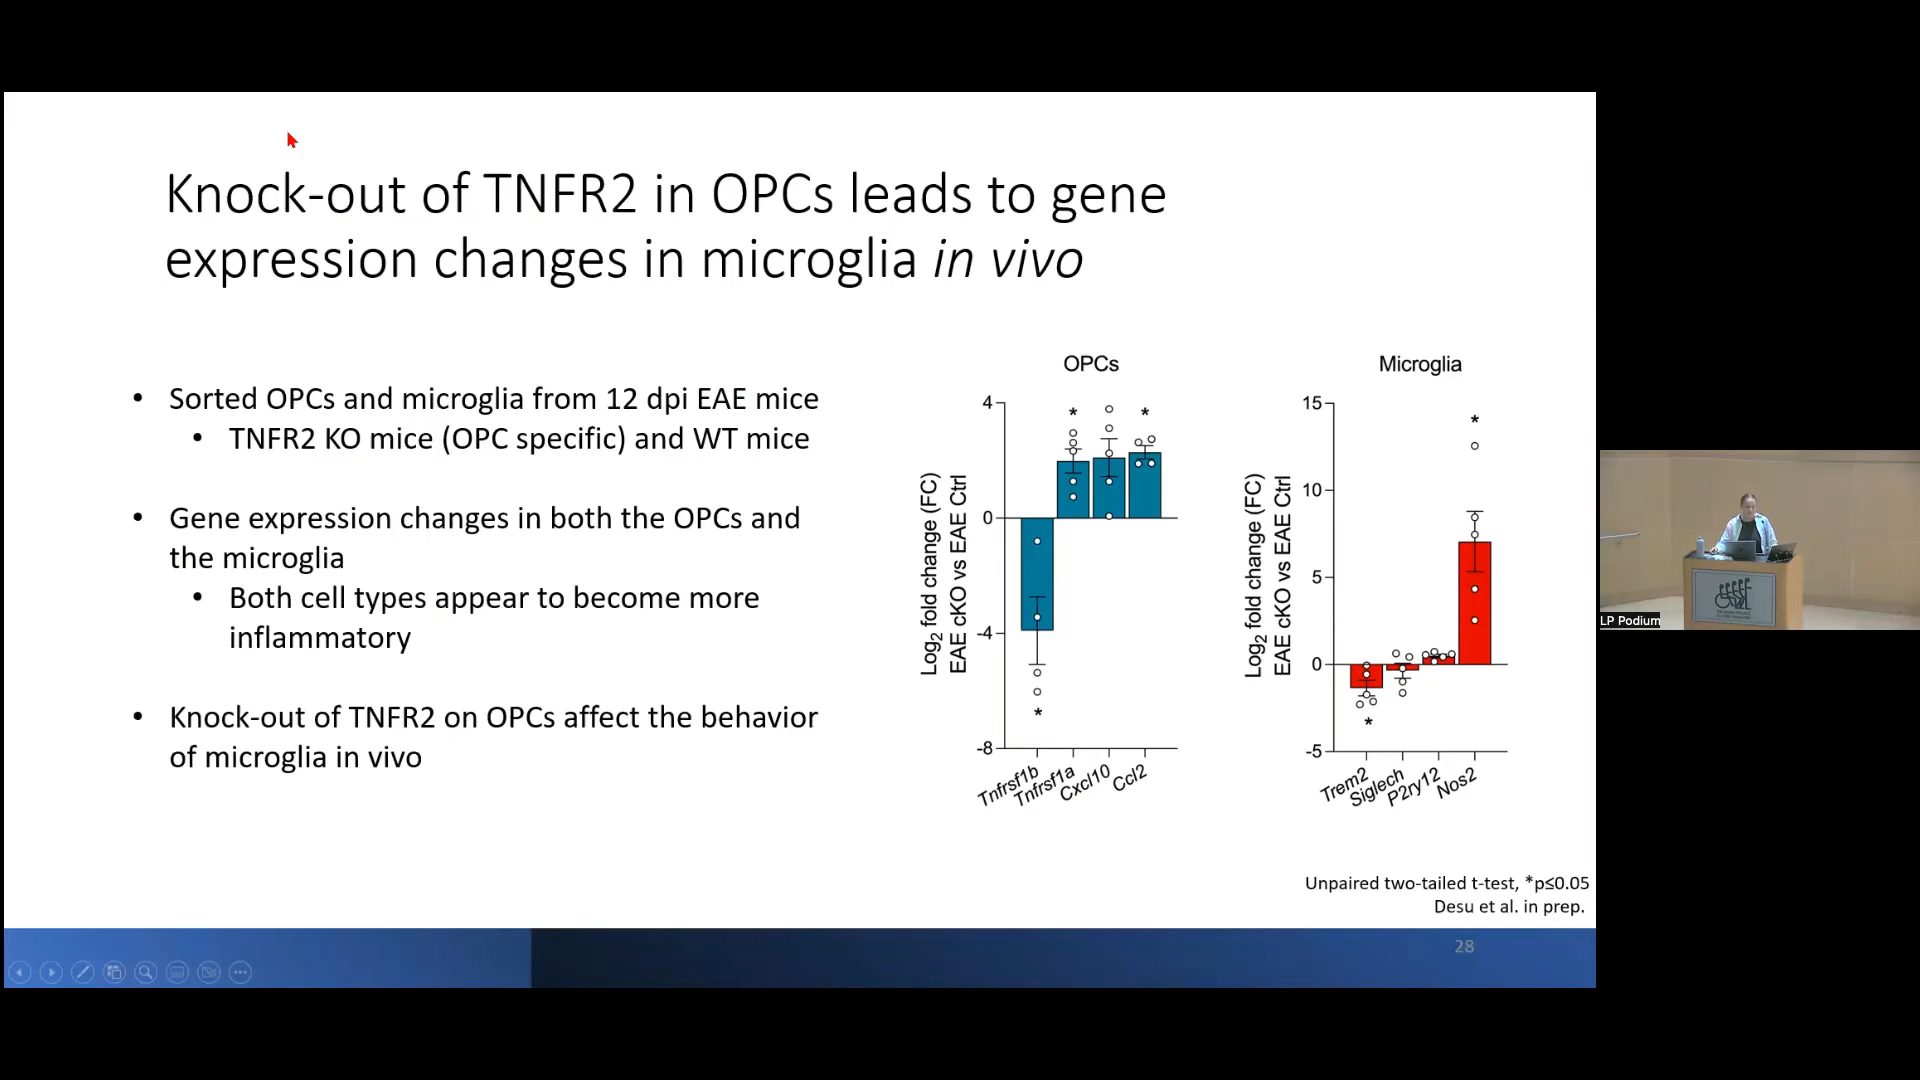 Knock-out of TNFR2 in OPCs leads to gene
expression changes in microglia in vivo
• Sorted OPCs and microglia from 12 dpi EAE mice
• TNFR2 KO mice (OPC specific) and WT mice
• Gene expression changes in both the OPCs and
the microglia
• Both cell types appear to become more
inflammatory
• Knock-out of TNFR2 on OPCs affect the behavior
of microglia in vivo
OPCs
Log2 fold change (FC)
EAE cKO vs EAE Ctrl
4
0
-4
-8
* * *
Tnfrsf1b
Tnfrsf1a
Cxcl10
Ccl2
Microglia
Log2 fold change (FC)
EAE cKO vs EAE Ctrl
15
10
5
0
-5
* *
Trem2
Siglech
P2ry12
Nos2
Unpaired two-tailed t-test, *p≤0.05
Desu et al. in prep.
28
LP Podium